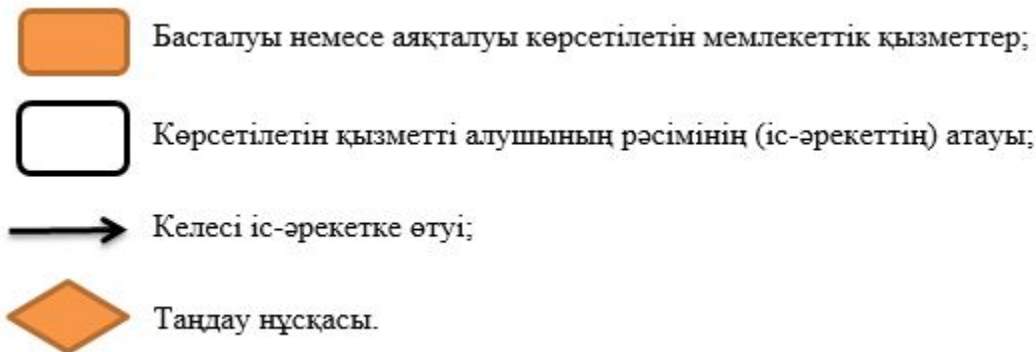 Басталуы немесе аяқталуы көрсетілетін мемлекеттік қызметтер;
Көрсетілетін қызметті алушының рәсімінің (іс-әрекеттің) атауы;
Келесі іс-әрекетке өтуі;
Таңдау нұсқасы.